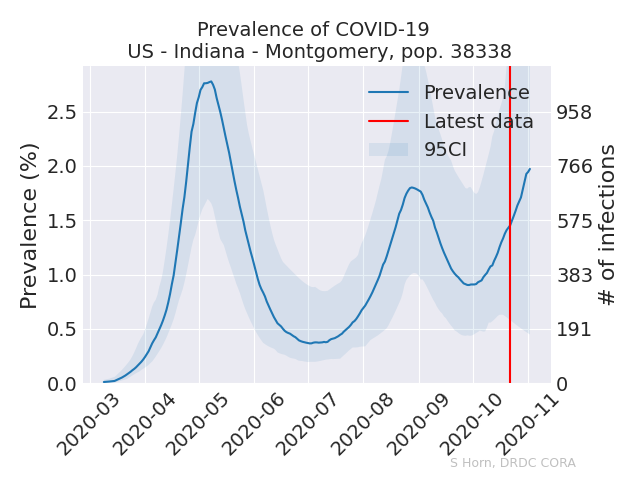 Prevalence of COVID-19
US - Indiana - Montgomery, pop. 38338
Prevalence
Latest data
95CI
Prevalence (%)
2.5
2.0
1.5
1.0
0.5
0.0
958
766
575
383
191
0
# of infections
2020-03
2020-04
2020-05
2020-06
2020-07
2020-08
2020-09
2020-10
2020-11
S Horn, DRDC CORA